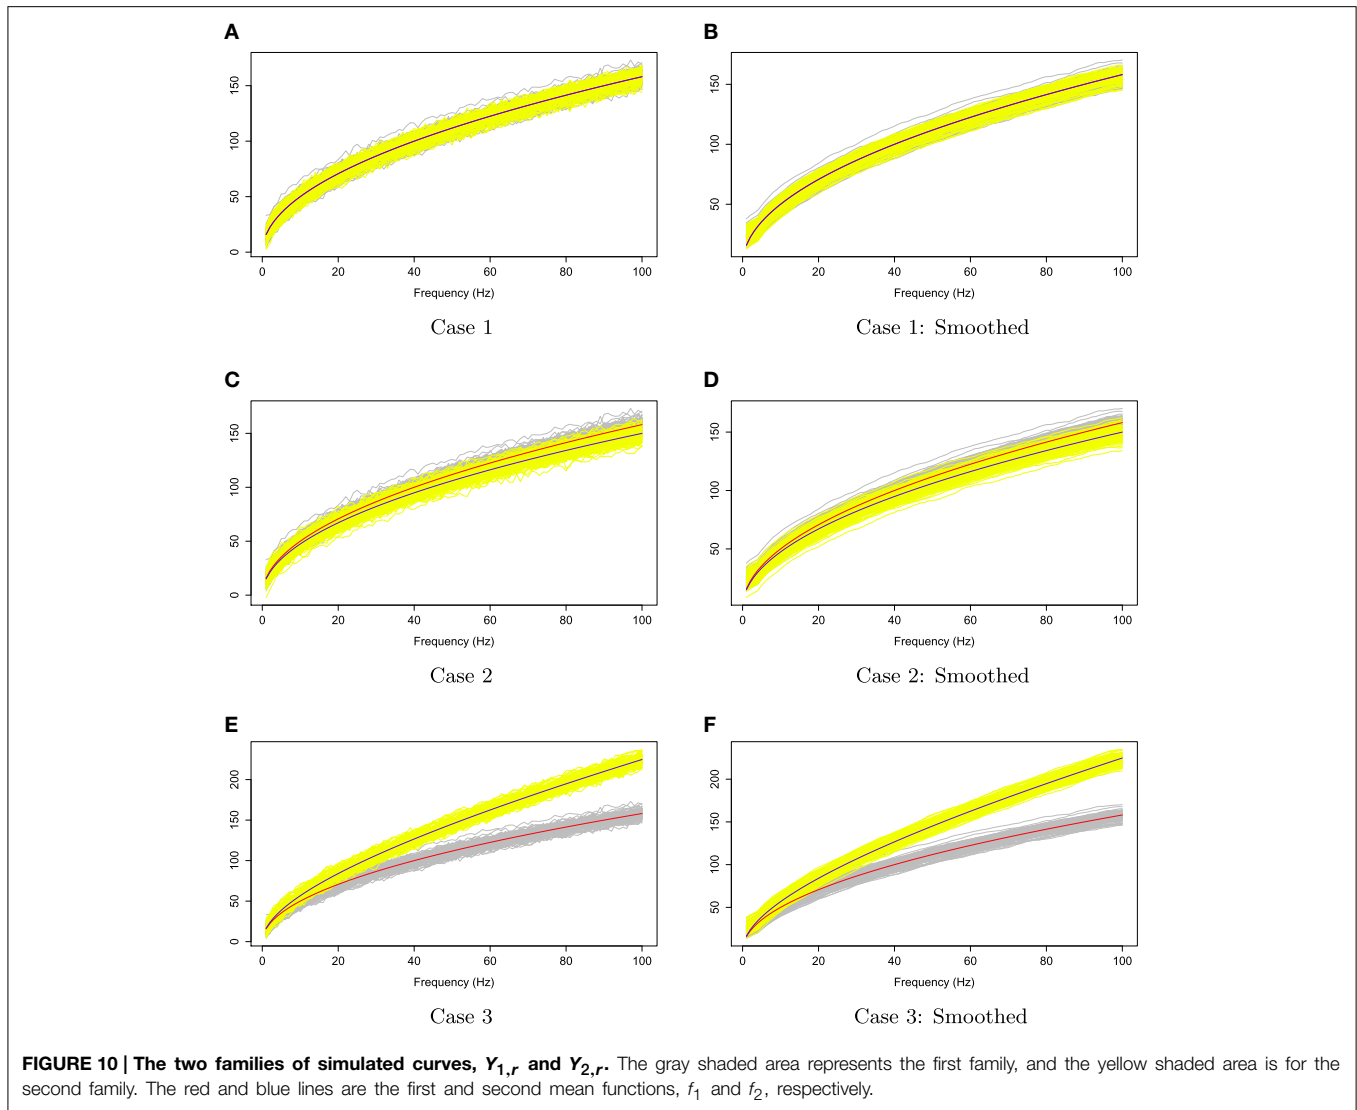 A
B
150
100
50
0
0 20 40 60 80 100
Frequency (Hz)
Case 1
150
100
50
0 20 40 60 80 100
Frequency (Hz)
Case 1: Smoothed
C
D
150
100
50
0
0 20 40 60 80 100
Frequency (Hz)
Case 2
150
100
50
0 20 40 60 80 100
Frequency (Hz)
Case 2: Smoothed
E
F
200
150
100
50
0
0 20 40 60 80 100
Frequency (Hz)
Case 3
200
150
100
50
0 20 40 60 80 100
Frequency (Hz)
Case 3: Smoothed
FIGURE 10 | The two families of simulated curves, Y1,r and Y2,r. The gray shaded area represents the first family, and the yellow shaded area is for the
second family. The red and blue lines are the first and second mean functions, f1 and f2, respectively.